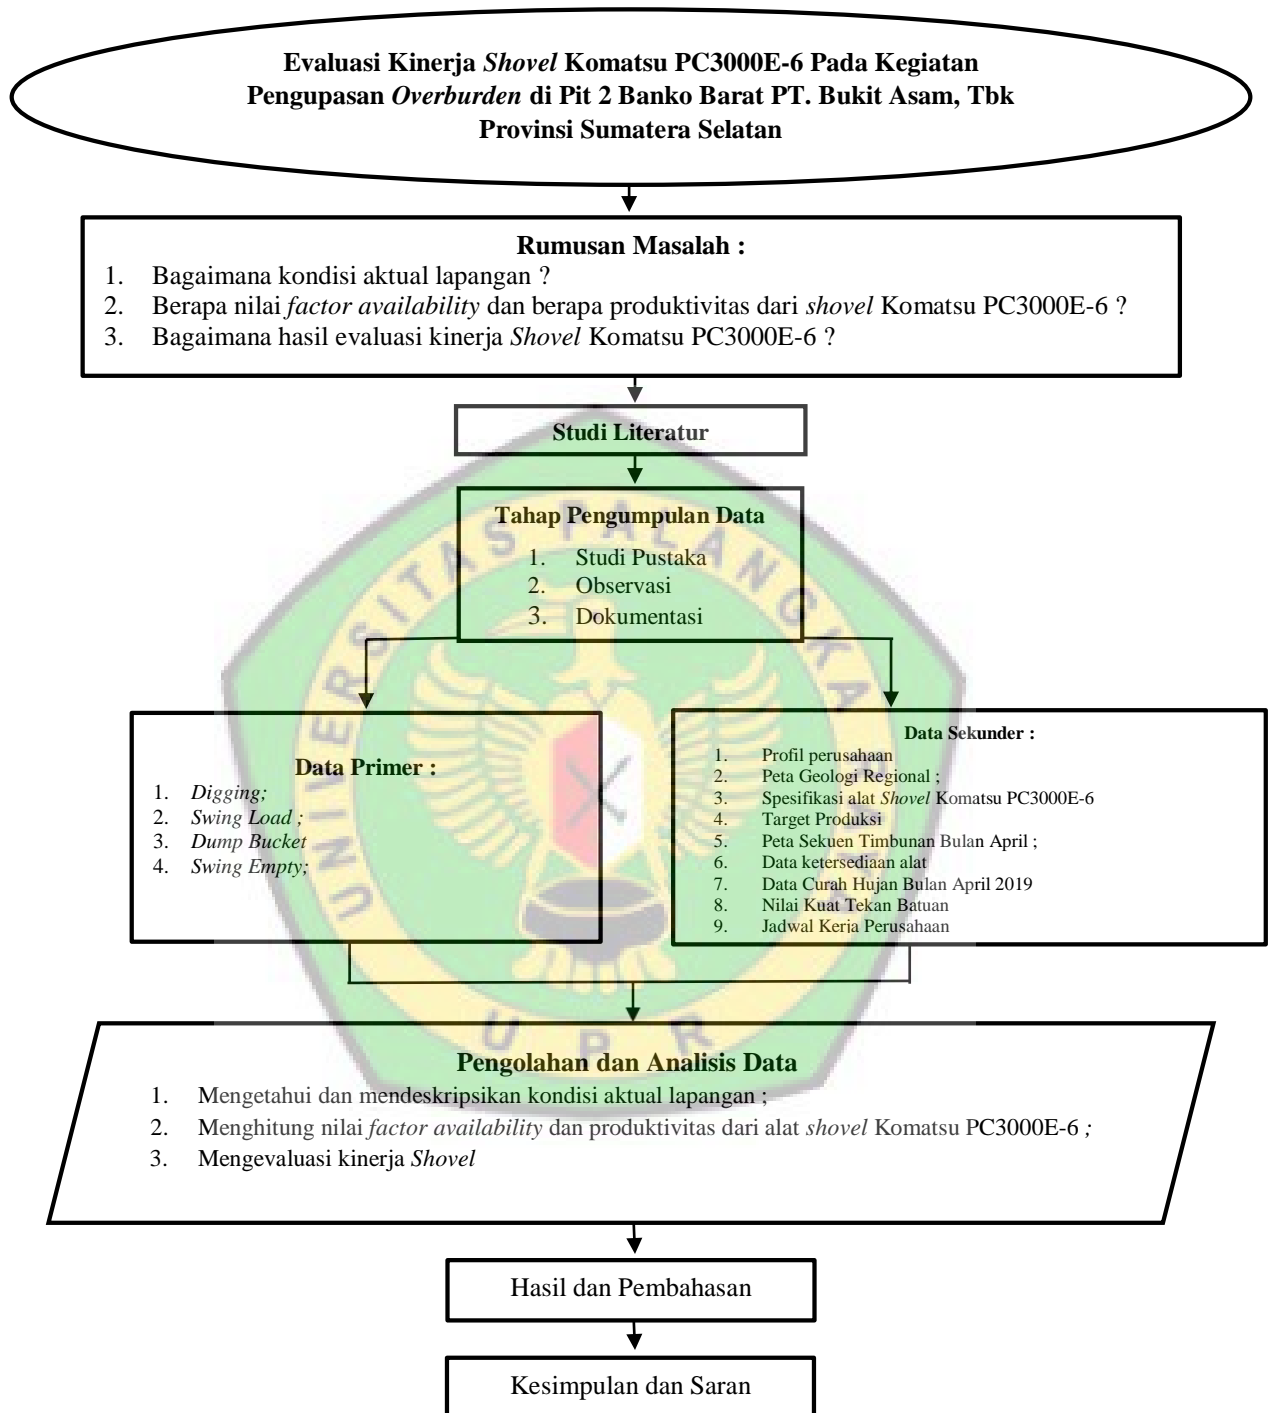 Evaluasi Kinerja Shovel Komatsu PC3000E-6 Pada Kegiatan
Pengupasan Overburden di Pit 2 Banko Barat PT. Bukit Asam, Tbk
Provinsi Sumatera Selatan
Rumusan Masalah :
1. Bagaimana kondisi aktual lapangan ?
2. Berapa nilai factor availability dan berapa produktivitas dari shovel Komatsu PC3000E-6 ?
3. Bagaimana hasil evaluasi kinerja Shovel Komatsu PC3000E-6 ?
Studi Literatur
Tahap Pengumpulan Data
1. Studi Pustaka
2. Observasi
3. Dokumentasi
Data Primer :
1. Digging;
2. Swing Load ;
3. Dump Bucket
4. Swing Empty;
Data Sekunder :
1. Profil perusahaan
2. Peta Geologi Regional ;
3. Spesifikasi alat Shovel Komatsu PC3000E-6
4. Target Produksi
5. Peta Sekuen Timbunan Bulan April ;
6. Data ketersediaan alat
7. Data Curah Hujan Bulan April 2019
8. Nilai Kuat Tekan Batuan
9. Jadwal Kerja Perusahaan
UNIVERSITAS PALANGKA RAYA
UPR
Pengolahan dan Analisis Data
1. Mengetahui dan mendeskripsikan kondisi aktual lapangan ;
2. Menghitung nilai factor availability dan produktivitas dari alat shovel Komatsu PC3000E-6 ;
3. Mengevaluasi kinerja Shovel
Hasil dan Pembahasan
Kesimpulan dan Saran